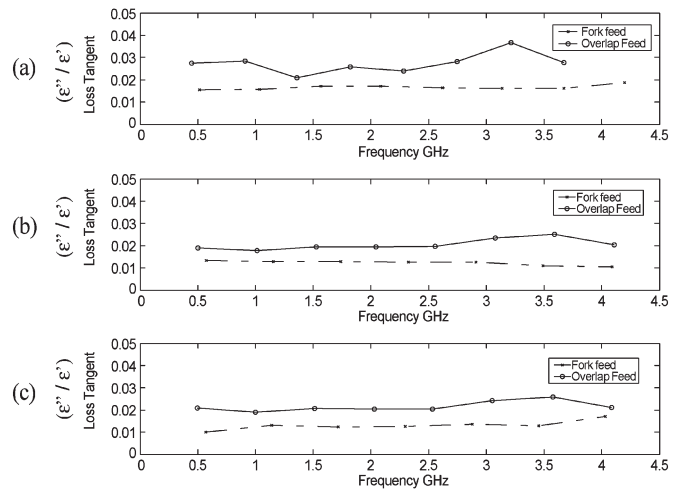 (a)
(ε'' / ε')
Loss Tangent
0.05
0.04
0.03
0.02
0.01
0
0 0.5 1 1.5 2 2.5 3 3.5 4 4.5
Frequency GHz
Fork feed
Overlap Feed
(b)
(ε'' / ε')
Loss Tangent
0.05
0.04
0.03
0.02
0.01
0
0 0.5 1 1.5 2 2.5 3 3.5 4 4.5
Frequency GHz
Fork feed
Overlap Feed
(c)
(ε'' / ε')
Loss Tangent
0.05
0.04
0.03
0.02
0.01
0
0 0.5 1 1.5 2 2.5 3 3.5 4 4.5
Frequency GHz
Fork feed
Overlap Feed